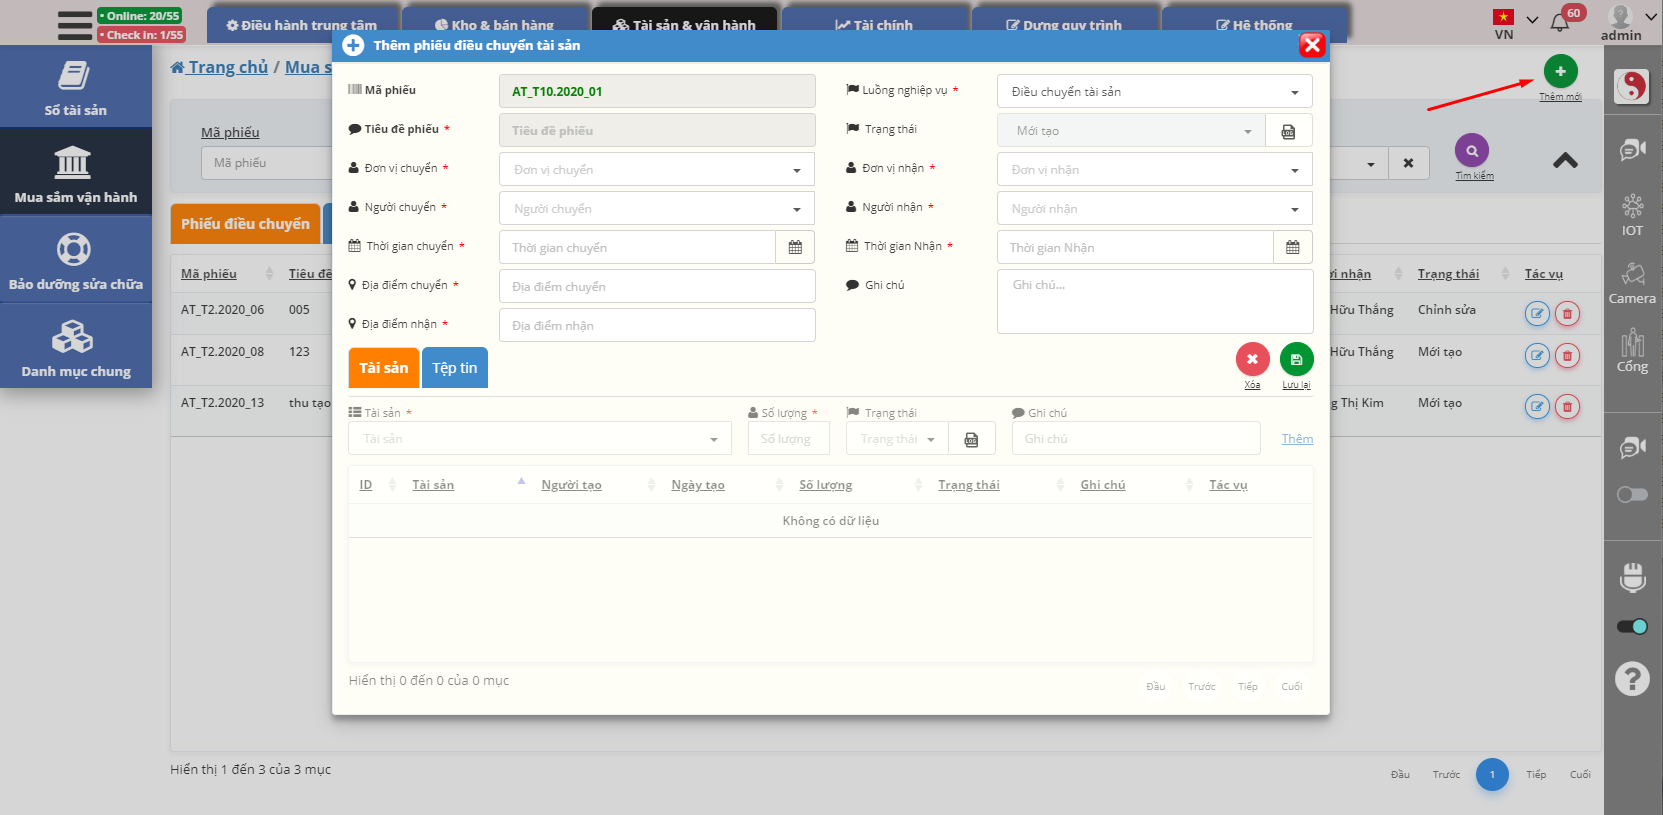 • Online: 20/55
• Check in: 1/55
Điều hành trung tâm
Kho & bán hàng
Tài sản & vận hành
Tài chính
Dựng quy trình
Hệ thống
VN
60
admin
Sổ tài sản
Mua sắm vận hành
Bảo dưỡng sửa chữa
Danh mục chung
Trang chủ / Mua s
Thêm mới
Mã phiếu
Mã phiếu
Tìm kiếm
Phiếu điều chuyển
Mã phiếu
Tiêu đề
ời nhận
Trạng thái
Tác vụ
AT_T2.2020_06
005
Hữu Thắng
Chỉnh sửa
AT_T2.2020_08
123
Hữu Thắng
Mới tạo
AT_T2.2020_13
thu tạo
g Thị Kim
Mới tạo
Hiển thị 1 đến 3 của 3 mục
Đầu
Trước
1
Tiếp
Cuối
IOT
Camera
Cổng
Thêm phiếu điều chuyển tài sản
Mã phiếu
AT_T10.2020_01
Luồng nghiệp vụ *
Điều chuyển tài sản
Tiêu đề phiếu *
Tiêu đề phiếu
Trạng thái
Mới tạo
LOG
Đơn vị chuyển *
Đơn vị chuyển
Đơn vị nhận *
Đơn vị nhận
Người chuyển *
Người chuyển
Người nhận *
Người nhận
Thời gian chuyển *
Thời gian chuyển
Thời gian Nhận *
Thời gian Nhận
Địa điểm chuyển *
Địa điểm chuyển
Ghi chú
Ghi chú...
Địa điểm nhận *
Địa điểm nhận
Tài sản
Tệp tin
Xóa
Lưu lại
Tài sản *
Số lượng *
Trạng thái
Ghi chú
Tài sản
Số lượng
Trạng thái
LOG
Ghi chú
Thêm
ID
Tài sản
Người tạo
Ngày tạo
Số lượng
Trạng thái
Ghi chú
Tác vụ
Không có dữ liệu
Hiển thị 0 đến 0 của 0 mục
Đầu
Trước
Tiếp
Cuối